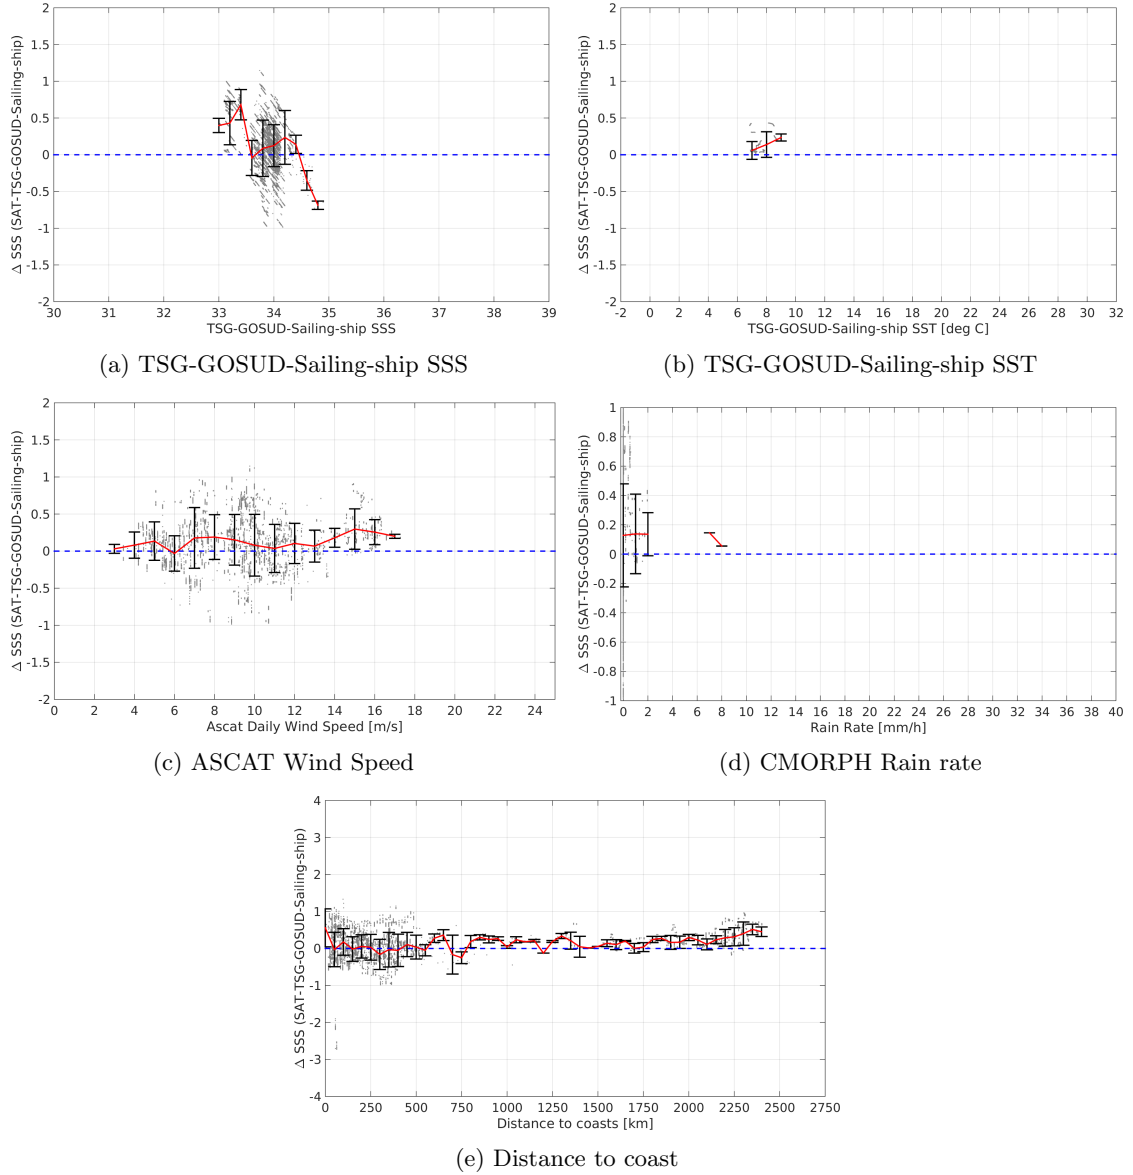 2
1.5
1
0.5
0
-0.5
-1
-1.5
-2
30 31 32 33 34 35 36 37 38 39
Δ SSS (SAT-TSG-GOSUD-Sailing-ship)
TSG-GOSUD-Sailing-ship SSS
(a) TSG-GOSUD-Sailing-ship SSS
2
1.5
1
0.5
0
-0.5
-1
-1.5
-2
-2 0 2 4 6 8 10 12 14 16 18 20 22 24 26 28 30 32
Δ SSS (SAT-TSG-GOSUD-Sailing-ship)
TSG-GOSUD-Sailing-ship SST [deg C]
(b) TSG-GOSUD-Sailing-ship SST
2
1.5
1
0.5
0
-0.5
-1
-1.5
-2
0 2 4 6 8 10 12 14 16 18 20 22 24
Δ SSS (SAT-TSG-GOSUD-Sailing-ship)
Ascat Daily Wind Speed [m/s]
(c) ASCAT Wind Speed
1
0.8
0.6
0.4
0.2
0
-0.2
-0.4
-0.6
-0.8
-1
0 2 4 6 8 10 12 14 16 18 20 22 24 26 28 30 32 34 36 38 40
Δ SSS (SAT-TSG-GOSUD-Sailing-ship)
Rain Rate [mm/h]
(d) CMORPH Rain rate
4
3
2
1
0
-1
-2
-3
-4
0 250 500 750 1000 1250 1500 1750 2000 2250 2500 2750
Δ SSS (SAT-TSG-GOSUD-Sailing-ship)
Distance to coasts [km]
(e) Distance to coast